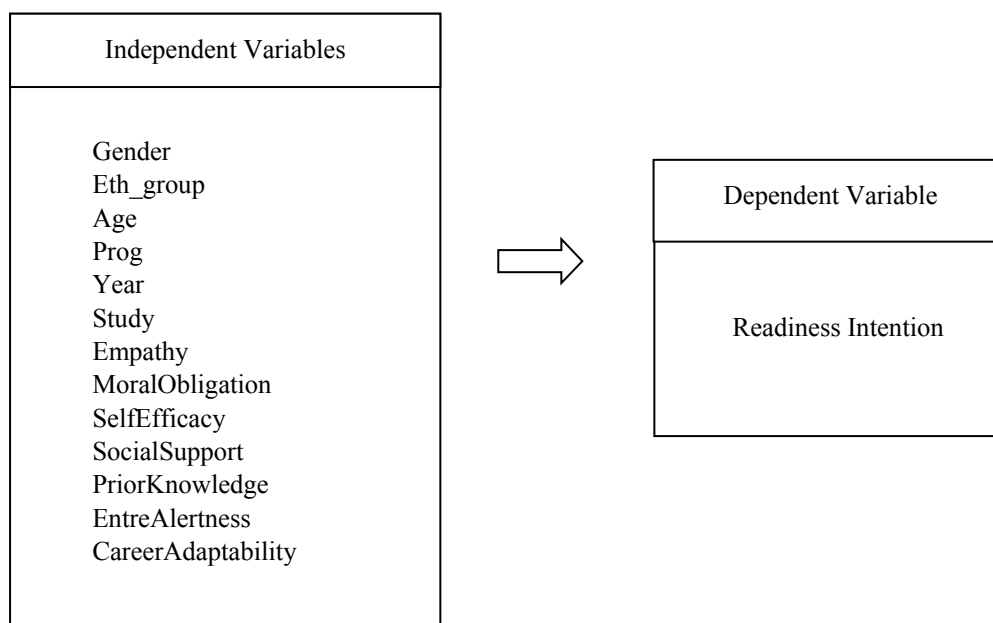 Independent Variables
Gender
Eth_group
Age
Prog
Year
Study
Empathy
MoralObligation
SelfEfficacy
SocialSupport
PriorKnowledge
EntreAlertness
CareerAdaptability
Dependent Variable
Readiness Intention